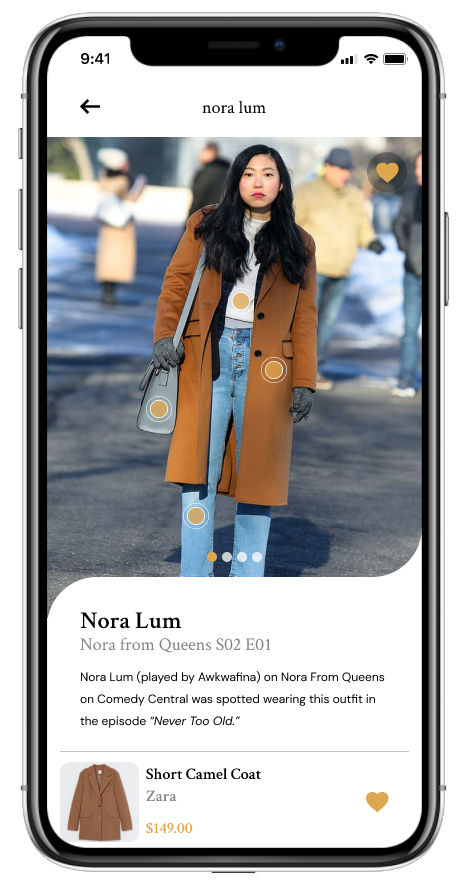 9:41
nora lum
Nora Lum
Nora from Queens S02 E01
Nora Lum (played by Awkwafina) on Nora From Queens
on Comedy Central was spotted wearing this outfit in
the episode “Never Too Old.”
Short Camel Coat
Zara
$149.00